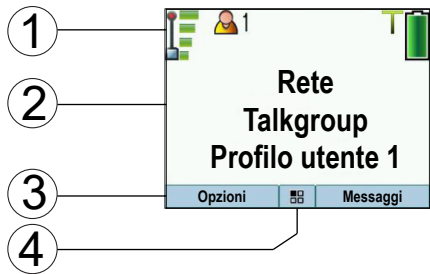 1
1
2
Rete
Talkgroup
Profilo utente 1
3
Opzioni
Messaggi
4